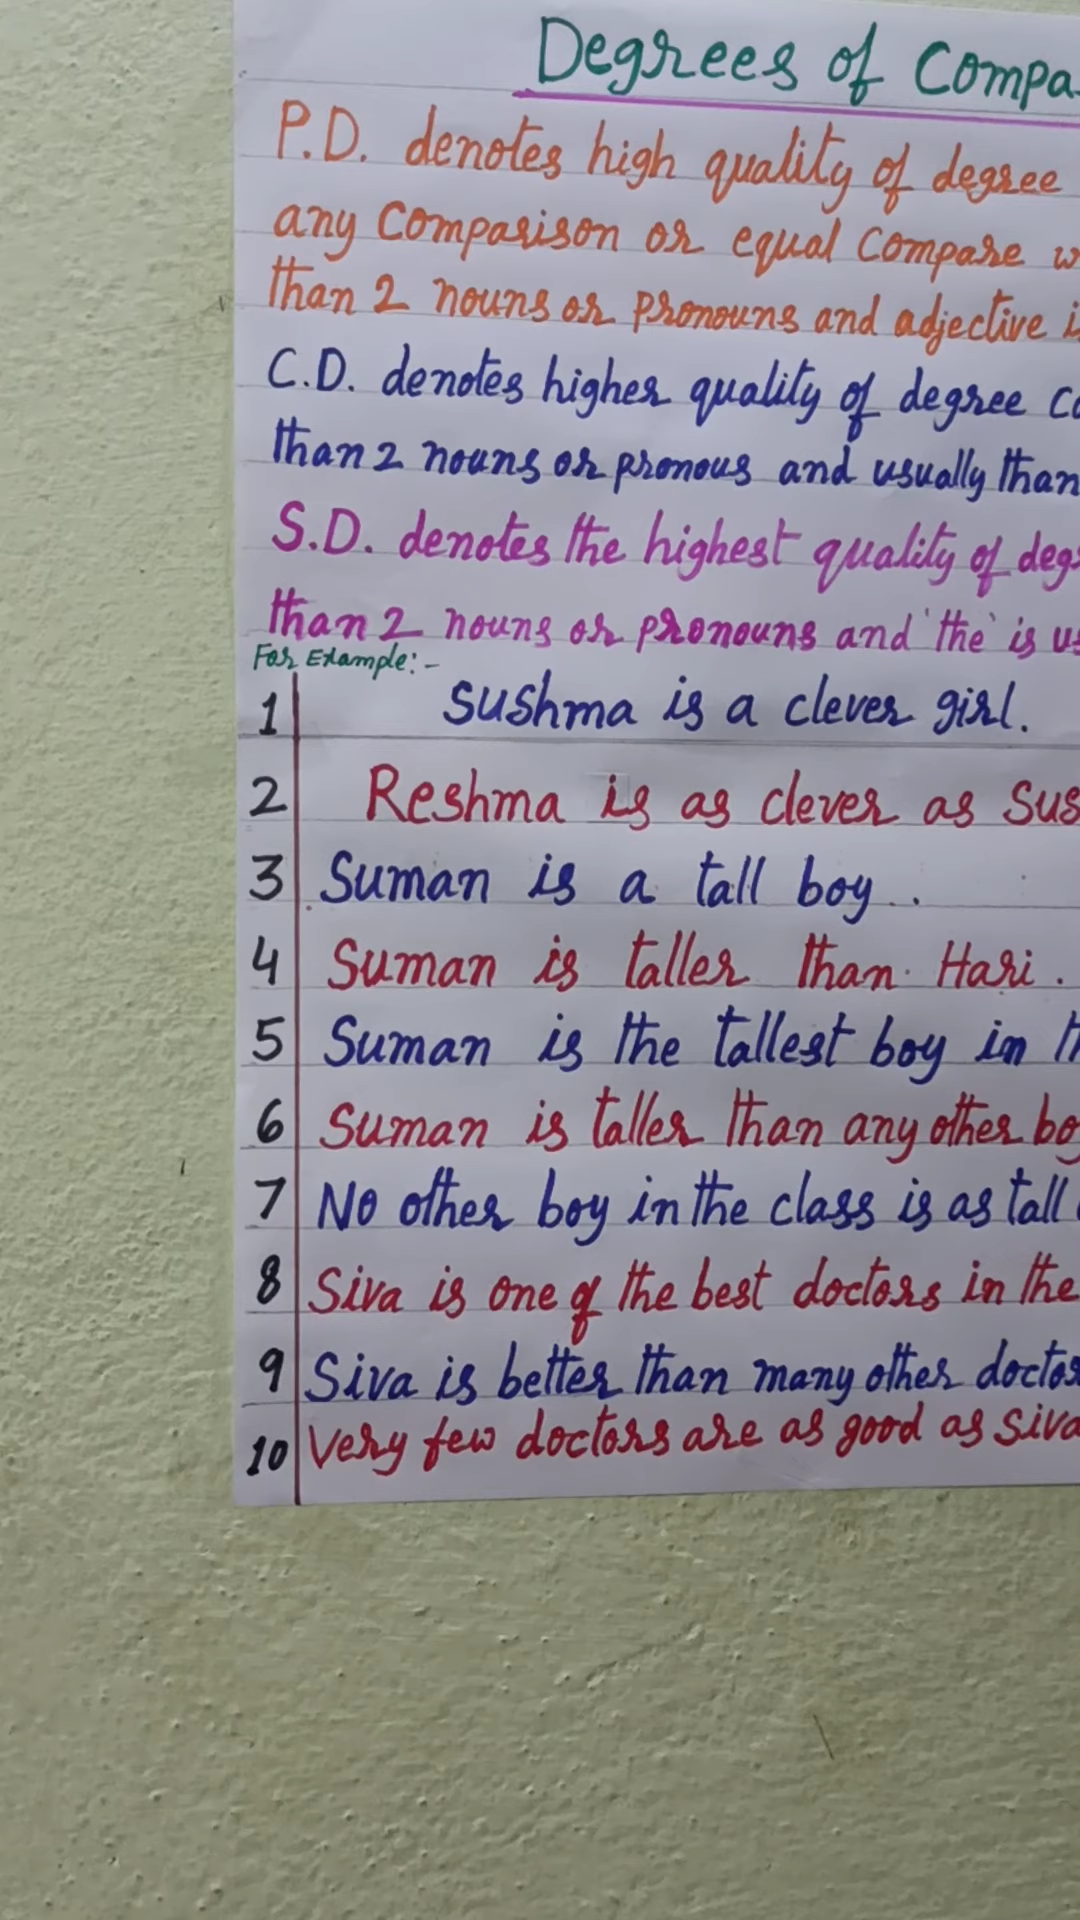 Degrees of Compa
P.D. denotes high quality of degree
any Comparison or equal Compare w
than 2 nouns or Pronouns and adjective i
C.D. denotes higher quality of degree Co
than 2 nouns or pronous and usually than
S.D. denotes the highest quality of deg
than 2 nouns or pronouns and 'the' is us
For Example:-
1 Sushma is a clever girl.
2 Reshma is as clever as Sus
3 Suman is a tall boy.
4 Suman is taller than Hari.
5 Suman is the tallest boy in th
6 Suman is taller than any other bo
7 No other boy in the class is as tall
8 Siva is one of the best doctors in the
9 Siva is better than many other docto
10 Very few doctors are as good as Siva